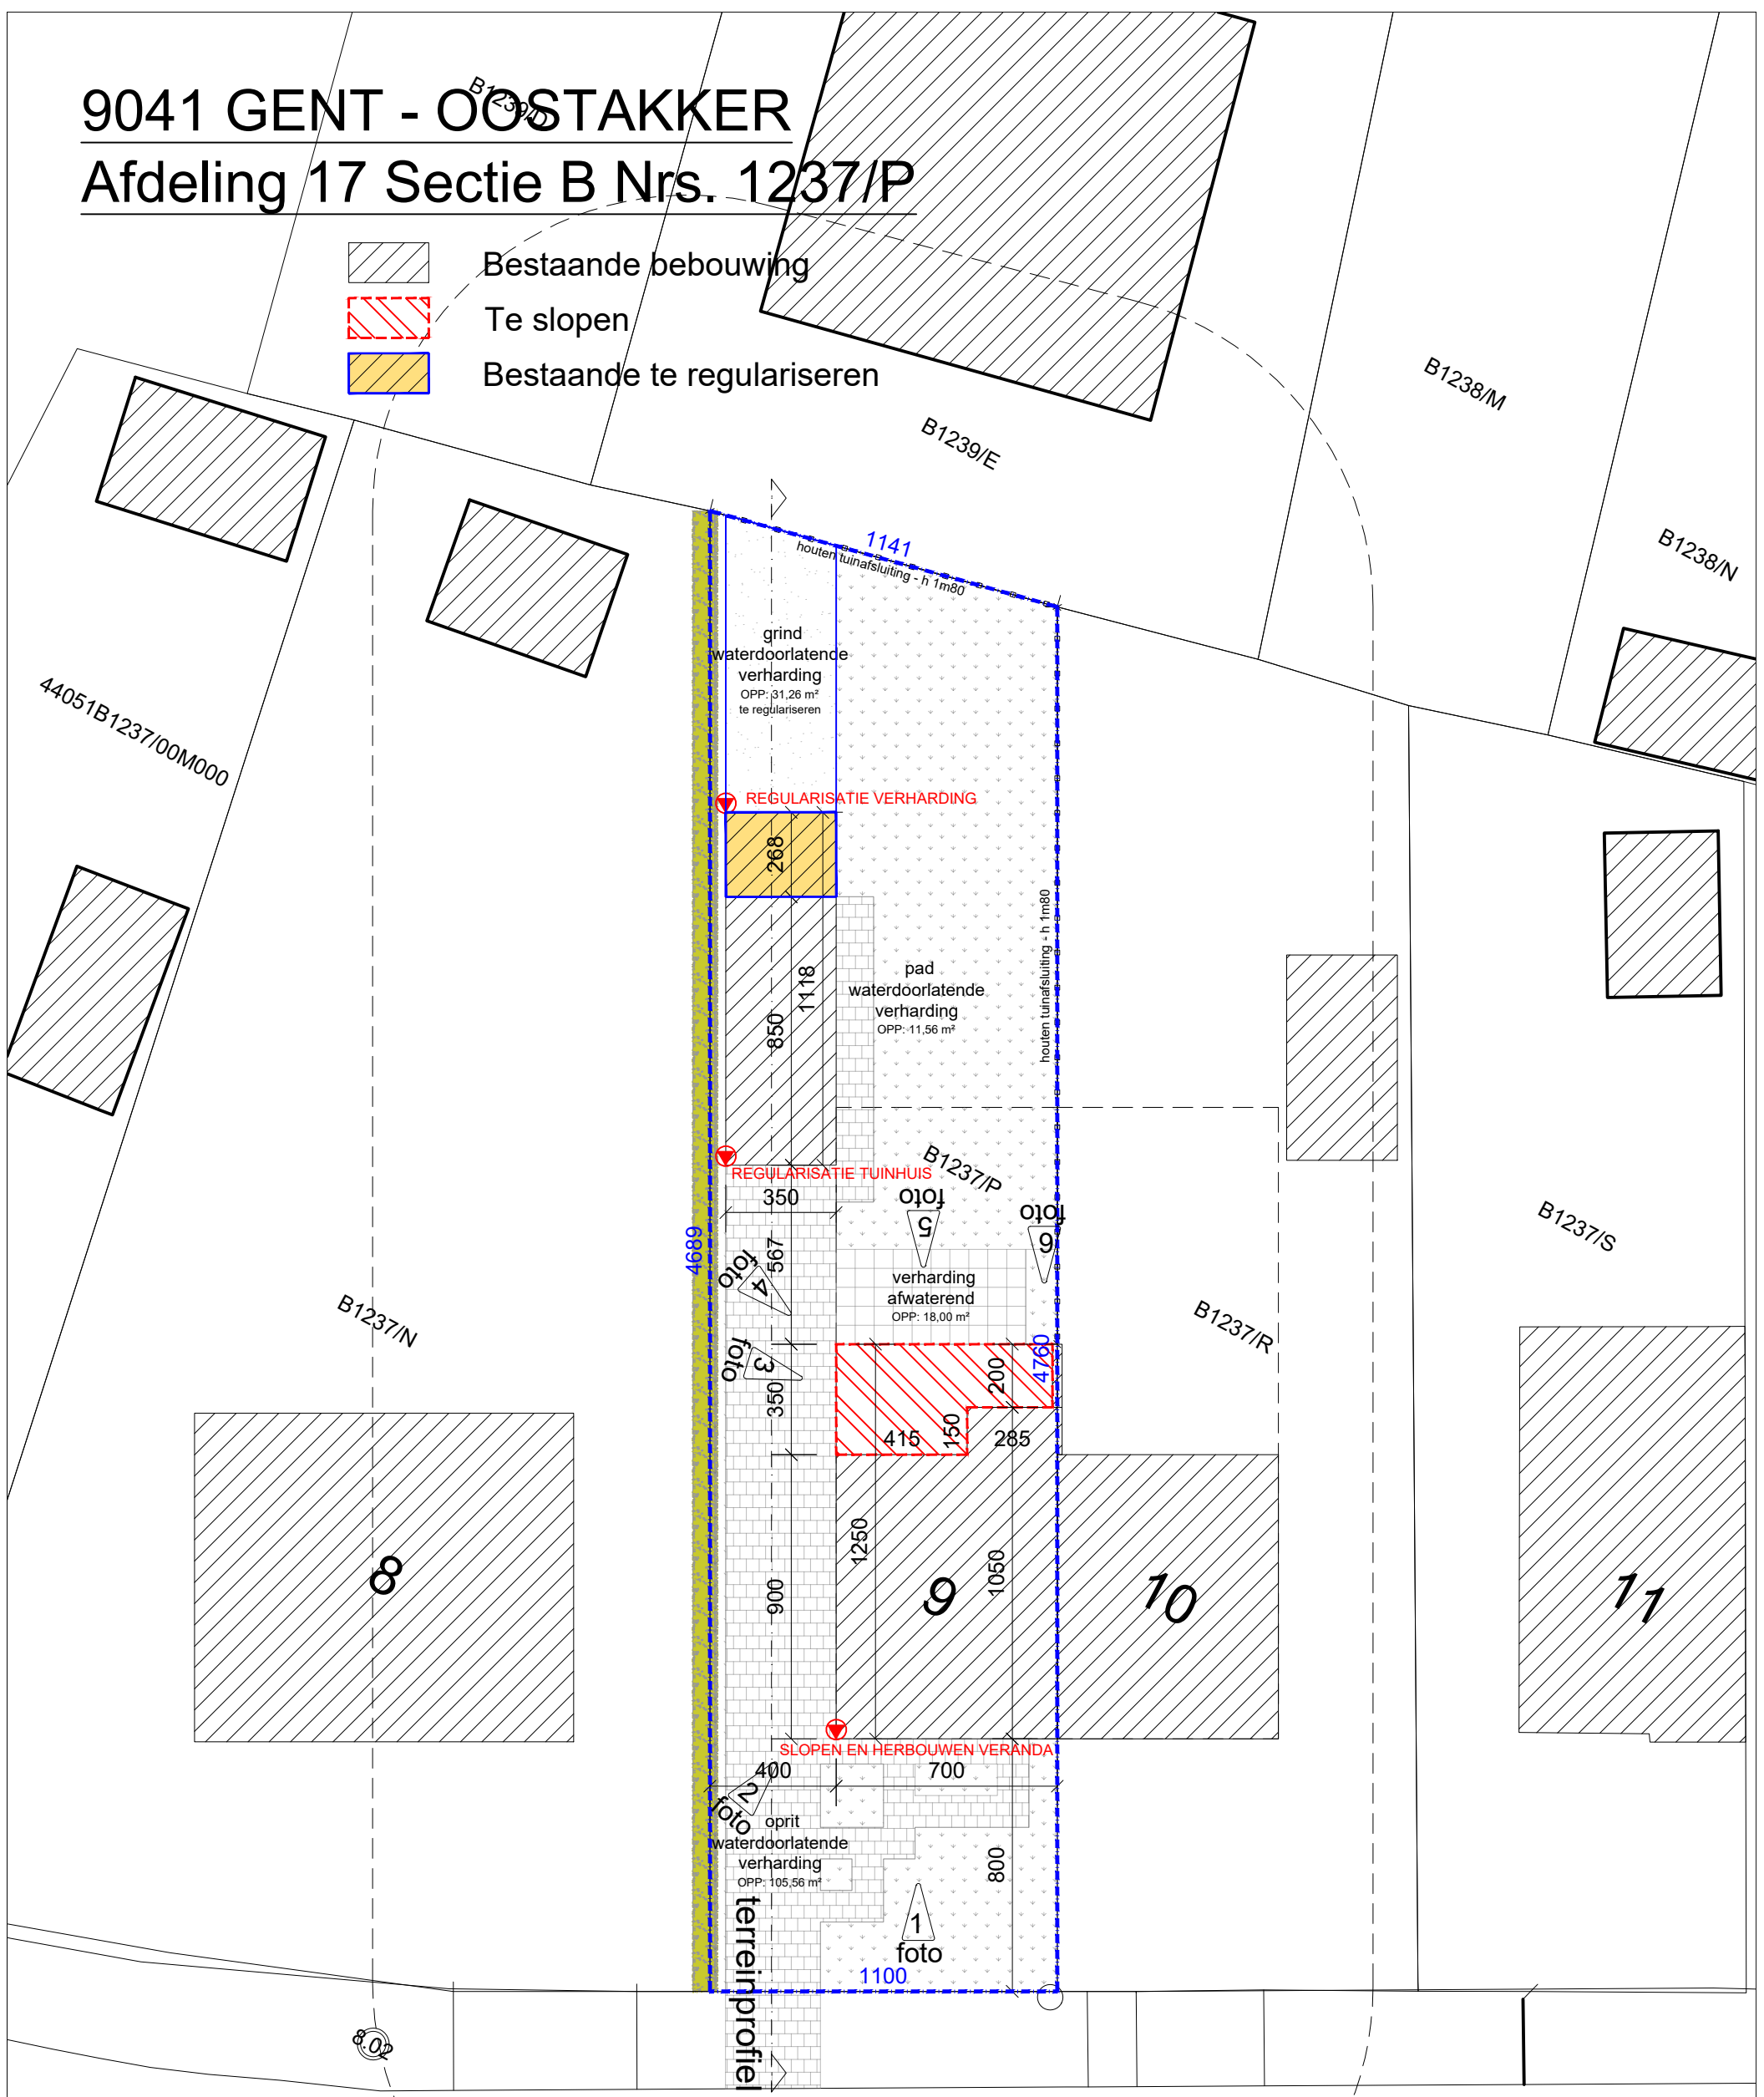 9041 GENT - OOSTAKKER
B1239/D
Afdeling 17 Sectie B Nrs. 1237/P
Bestaande bebouwing
Te slopen
Bestaande te regulariseren
B1238/M
B1239/E
B1238/N
1141
houten tuinafsluiting - h 1m80
44051B1237/00M000
grind
waterdoorlatende
verharding
OPP: 31,26 m²
te regulariseren
REGULARISATIE VERHARDING
268
1118
850
pad
waterdoorlatende
verharding
OPP: 11,56 m²
houten tuinafsluiting - h 1m80
B1237/P
REGULARISATIE TUINHUIS
350
foto
5
foto
6
4689
567
foto
4
B1237/S
verharding
afwaterend
OPP: 18,00 m²
B1237/N
B1237/R
foto
3
350
200
4760
415
150
285
1250
900
1050
8
9
10
11
SLOPEN EN HERBOUWEN VERANDA
400
700
2
foto
oprit
waterdoorlatende
verharding
OPP: 105,56 m²
800
terreinprofiel
1
foto
1100
8.02